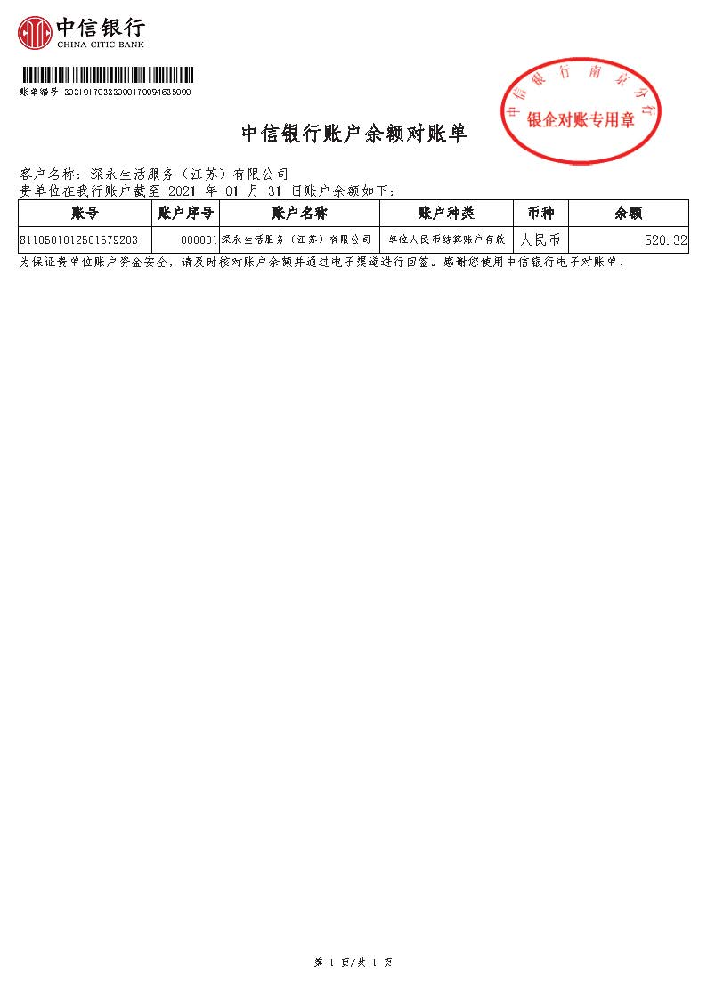 中信银行
CHINA CITIC BANK
账单编号 20210170322000170094635000
中信银行南京分行
银企对账专用章
中信银行账户余额对账单
客户名称：深永生活服务（江苏）有限公司
贵单位在我行账户截至 2021 年 01 月 31 日账户余额如下：
账号 账户序号 账户名称 账户种类 币种 余额
8110501012501579203 000001 深永生活服务（江苏）有限公司 单位人民币结算账户存款 人民币 520.32
为保证贵单位账户资金安全，请及时核对账户余额并通过电子渠道进行回签。感谢您使用中信银行电子对账单！
第 1 页/共 1 页